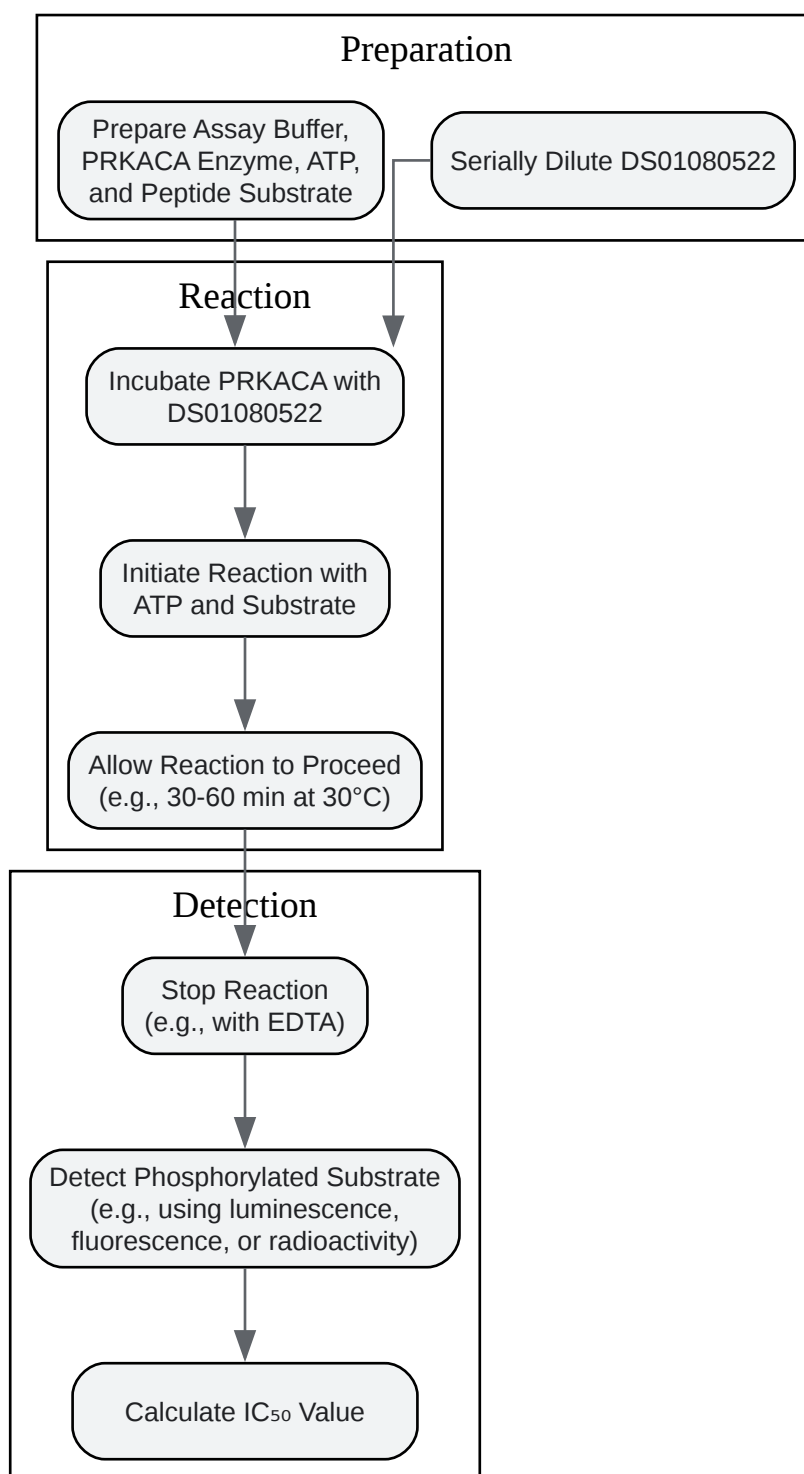 Preparation
Prepare Assay Buffer,
PRKACA Enzyme, ATP,
and Peptide Substrate
Serially Dilute DS01080522
Reaction
Incubate PRKACA with
DS01080522
Initiate Reaction with
ATP and Substrate
Allow Reaction to Proceed
(e.g., 30-60 min at 30°C)
Detection
Stop Reaction
(e.g., with EDTA)
Detect Phosphorylated Substrate
(e.g., using luminescence,
fluorescence, or radioactivity)
Calculate IC₅₀ Value